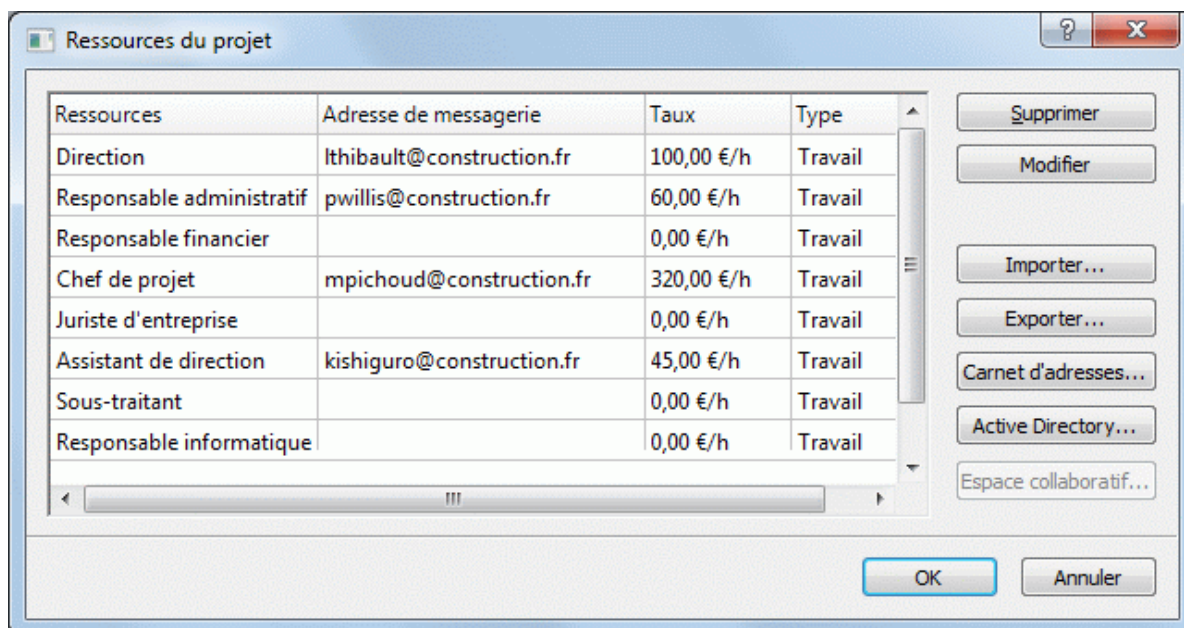 Ressources du projet
Ressources Adresse de messagerie Taux Type
Direction lthibault@construction.fr 100,00 €/h Travail
Responsable administratif pwillis@construction.fr 60,00 €/h Travail
Responsable financier 0,00 €/h Travail
Chef de projet mpichoud@construction.fr 320,00 €/h Travail
Juriste d'entreprise 0,00 €/h Travail
Assistant de direction kishiguro@construction.fr 45,00 €/h Travail
Sous-traitant 0,00 €/h Travail
Responsable informatique 0,00 €/h Travail
Supprimer
Modifier
Importer...
Exporter...
Carnet d'adresses...
Active Directory...
Espace collaboratif...
OK Annuler